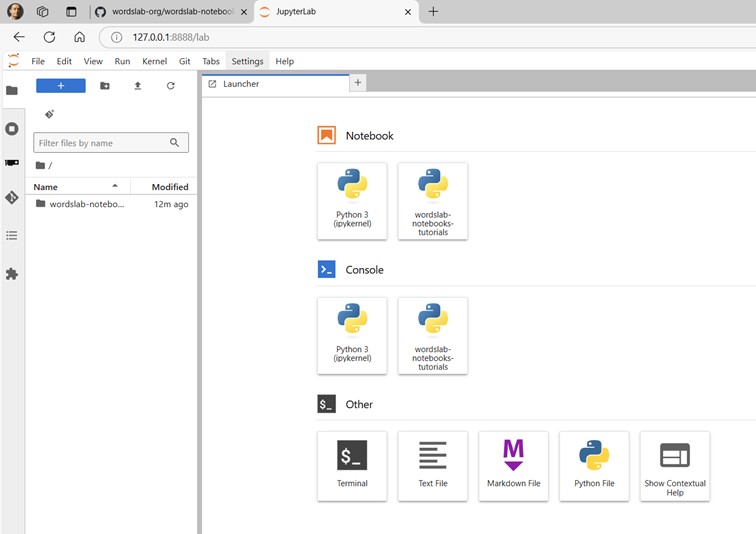 wordslab-org/wordslab-notebook
JupyterLab
127.0.0.1:8888/lab
File Edit View Run Kernel Git Tabs Settings Help
Launcher
Filter files by name
/
Name Modified
wordslab-notebo... 12m ago
Notebook
Python 3
(ipykernel)
wordslab-
notebooks-
tutorials
Console
Python 3
(ipykernel)
wordslab-
notebooks-
tutorials
$_ Other
$_
Terminal
Text File
M
Markdown File
Python File
Show Contextual
Help